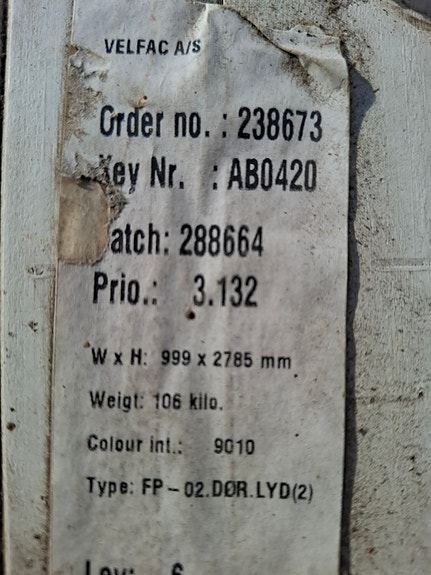 VELFAC A/S
Order no. : 238673
Key Nr. : AB0420
atch: 288664
Prio.: 3.132
W x H: 999 x 2785 mm
Weigt: 106 kilo.
Colour int.: 9010
Type: FP - 02.DØR.LYD(2)